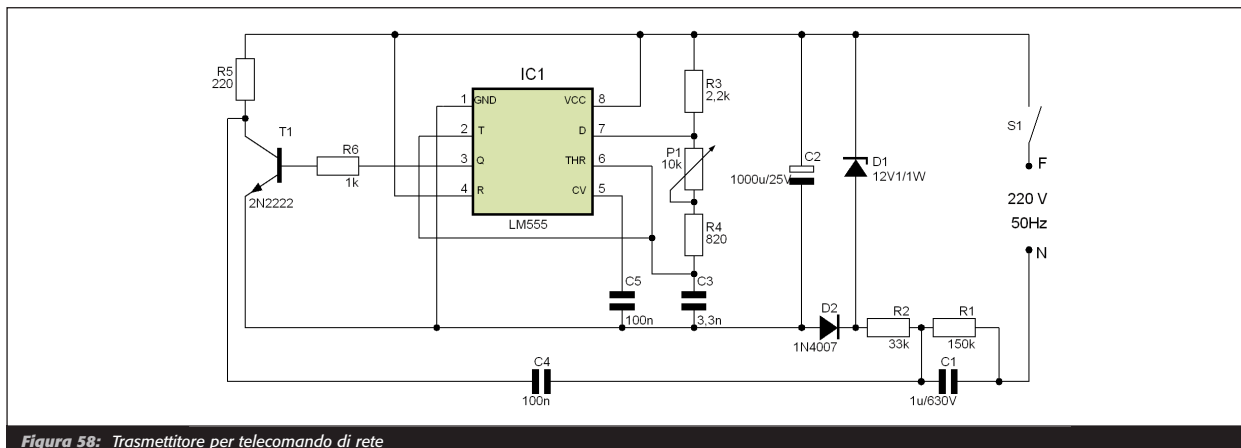 R5
220
T1
2N2222
R6
1k
IC1
1 GND
2 T
3 Q
4 R
VCC 8
D 7
THR 6
CV 5
LM555
R3
2,2k
P1
10k
R4
820
C5
100n
C3
3,3n
C2
1000u/25V
D1
12V1/1W
S1
F
220 V
50Hz
N
D2
1N4007
R2
33k
R1
150k
C4
100n
C1
1u/630V
Figura 58: Trasmettitore per telecomando di rete